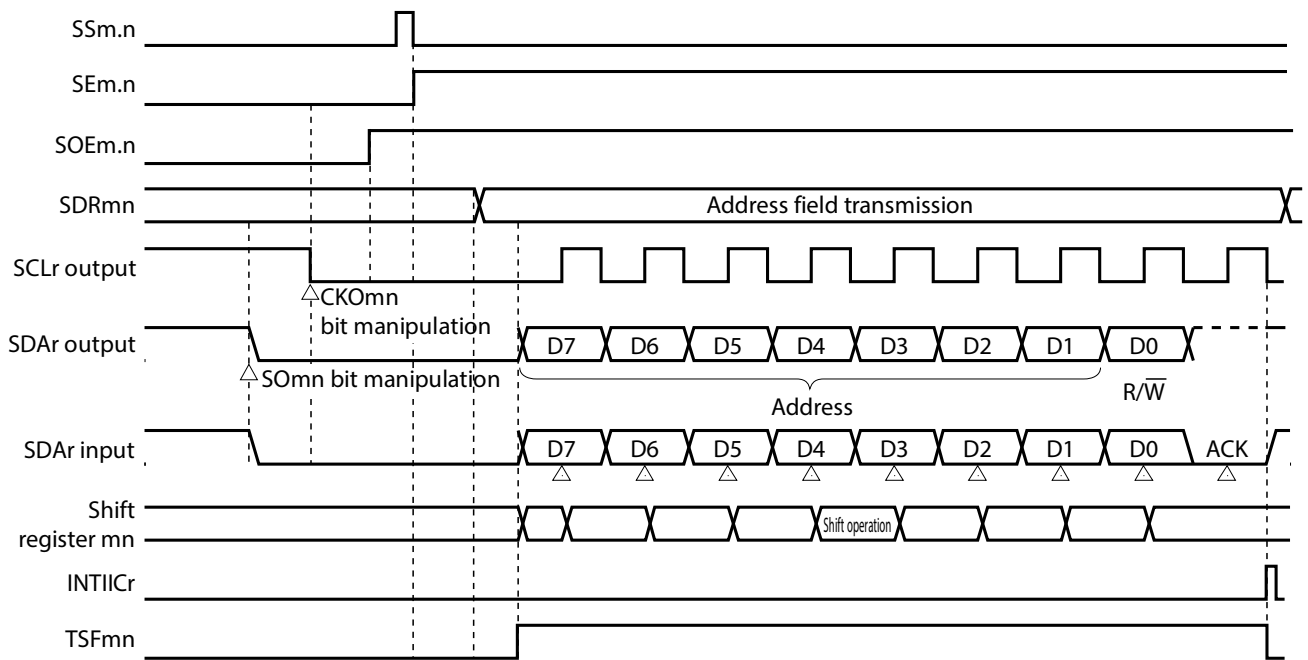 SSm.n
SEm.n
SOEm.n
SDRmn Address field transmission
SCLr output
CKOmn
bit manipulation
SDAr output D7 D6 D5 D4 D3 D2 D1 D0
SOmn bit manipulation
Address
R/W̅
SDAr input D7 D6 D5 D4 D3 D2 D1 D0 ACK
Shift
register mn
Shift operation
INTIICr
TSFmn